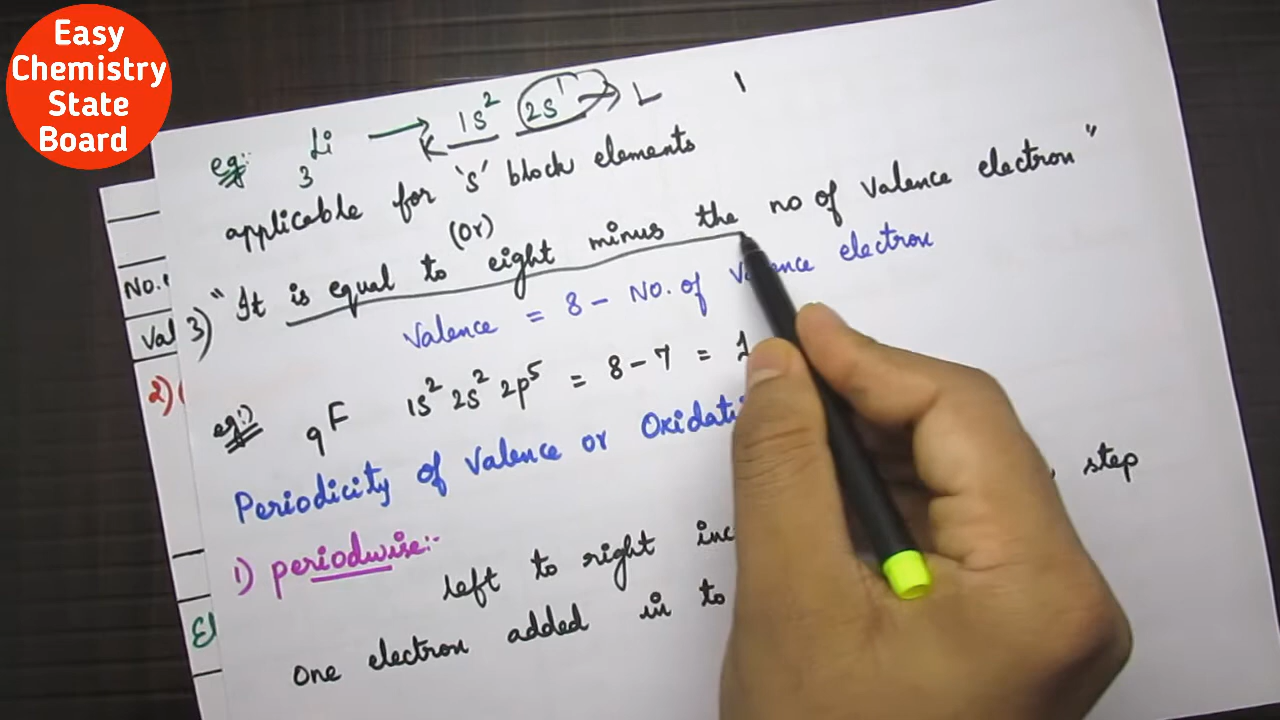 Easy
Chemistry
State
Board
eg:- 3Li → K 1s² 2s¹ → L 1
applicable for 's' block elements
(or)
3) "It is equal to eight minus the no of valence electron"
Valence = 8 - No. of Valence electron
eg:) 9F 1s² 2s² 2p⁵ = 8 - 7 = 1
Periodicity of Valence or
1) periodwise:-
left to right
step
One electron added in to
No.
Val
2)
El